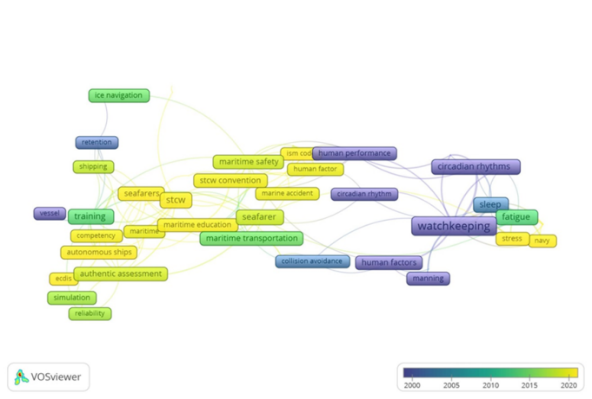 ice navigation
retention
ism code
human performance
maritime safety
circadian rhythms
shipping
human factor
stcw convention
seafarers
marine accident
circadian rhythm
stcw
sleep
vessel
training
seafarer
fatigue
maritime education
watchkeeping
maritime
competency
maritime transportation
stress
navy
autonomous ships
collision avoidance
human factors
ecdis
authentic assessment
manning
simulation
reliability
VOSviewer
2000 2005 2010 2015 2020